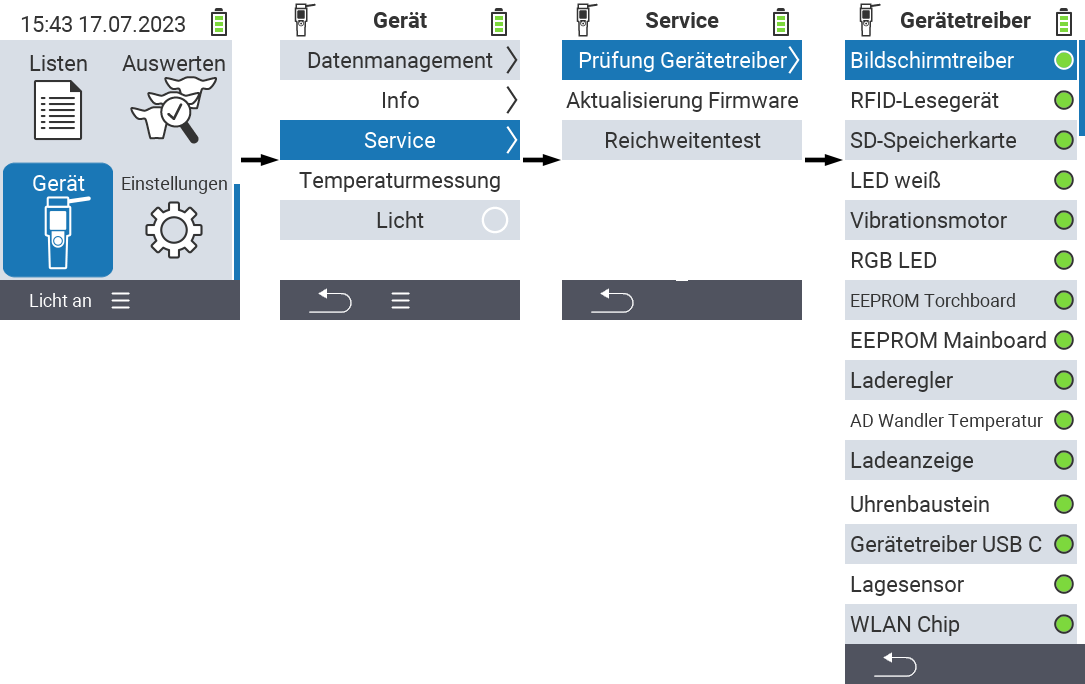 15:43 17.07.2023
Listen
Auswerten
Gerät
Einstellungen
Licht an
Gerät
Datenmanagement
Info
Service
Temperaturmessung
Licht
Service
Prüfung Gerätetreiber
Aktualisierung Firmware
Reichweitentest
Gerätetreiber
Bildschirmtreiber
RFID-Lesegerät
SD-Speicherkarte
LED weiß
Vibrationsmotor
RGB LED
EEPROM Torchboard
EEPROM Mainboard
Laderegler
AD Wandler Temperatur
Ladeanzeige
Uhrenbaustein
Gerätetreiber USB C
Lagesensor
WLAN Chip